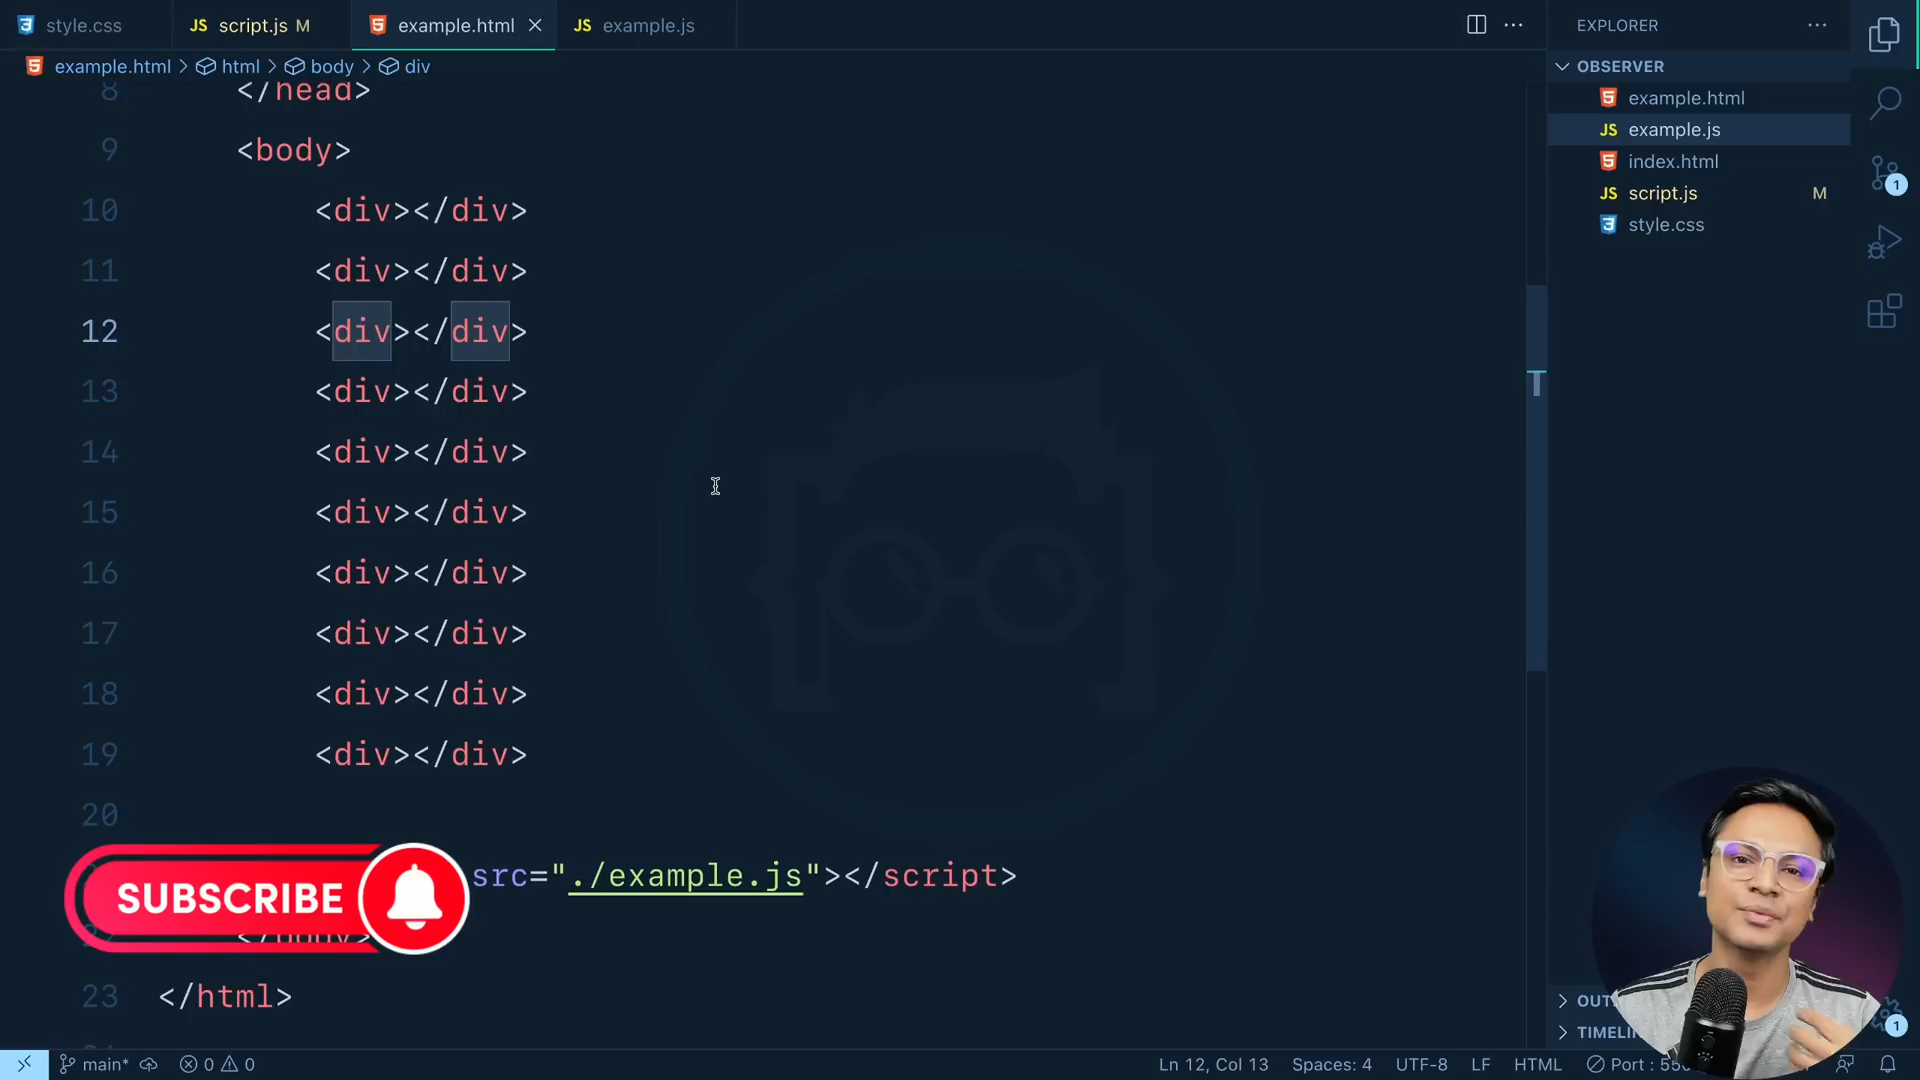 style.css
JS script.js M
example.html
JS example.js
EXPLORER
example.html > html > body > div
OBSERVER
example.html
JS example.js
index.html
JS script.js M
style.css
8 </head>
9 <body>
10 <div></div>
11 <div></div>
12 <div></div>
13 <div></div>
14 <div></div>
15 <div></div>
16 <div></div>
17 <div></div>
18 <div></div>
19 <div></div>
20
src="./example.js"></script>
SUBSCRIBE
</body>
23 </html>
1
1
main* 0 0
Ln 12, Col 13 Spaces: 4 UTF-8 LF HTML Port :